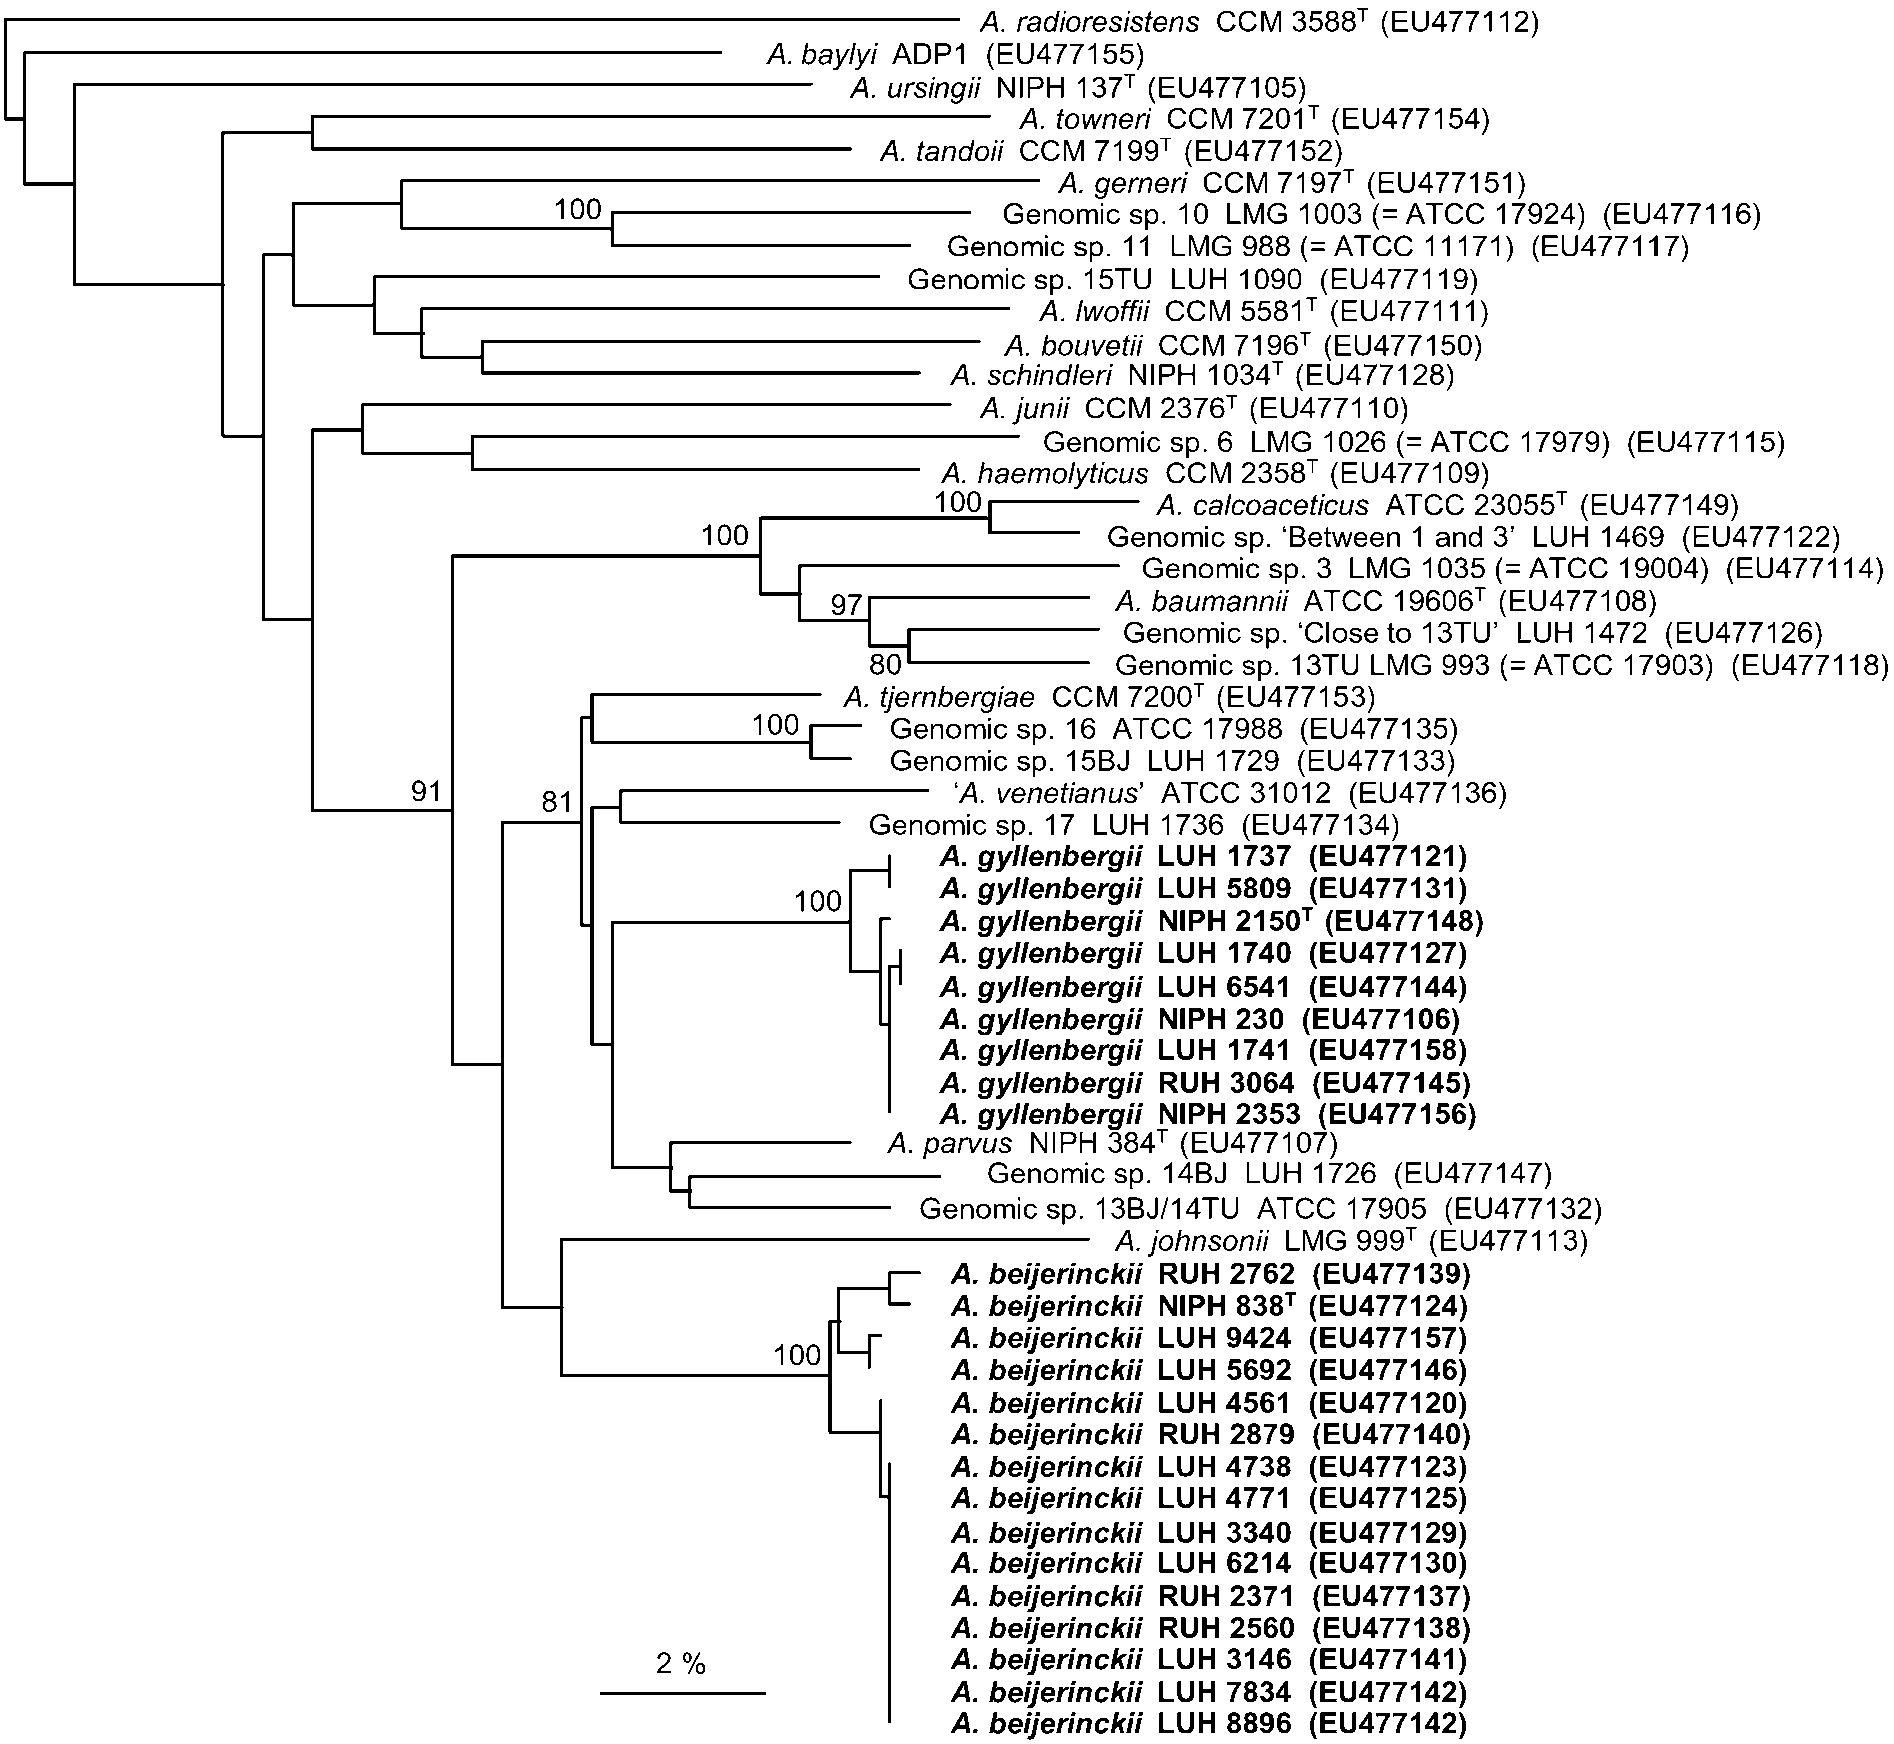 A. radioresistens CCM 3588ᵀ (EU477112)
A. baylyi ADP1 (EU477155)
A. ursingii NIPH 137ᵀ (EU477105)
A. towneri CCM 7201ᵀ (EU477154)
A. tandoii CCM 7199ᵀ (EU477152)
A. gerneri CCM 7197ᵀ (EU477151)
100
Genomic sp. 10 LMG 1003 (= ATCC 17924) (EU477116)
Genomic sp. 11 LMG 988 (= ATCC 11171) (EU477117)
Genomic sp. 15TU LUH 1090 (EU477119)
A. lwoffii CCM 5581ᵀ (EU477111)
A. bouvetii CCM 7196ᵀ (EU477150)
A. schindleri NIPH 1034ᵀ (EU477128)
A. junii CCM 2376ᵀ (EU477110)
Genomic sp. 6 LMG 1026 (= ATCC 17979) (EU477115)
A. haemolyticus CCM 2358ᵀ (EU477109)
100
A. calcoaceticus ATCC 23055ᵀ (EU477149)
100
Genomic sp. ‘Between 1 and 3’ LUH 1469 (EU477122)
Genomic sp. 3 LMG 1035 (= ATCC 19004) (EU477114)
97
A. baumannii ATCC 19606ᵀ (EU477108)
Genomic sp. ‘Close to 13TU’ LUH 1472 (EU477126)
80
Genomic sp. 13TU LMG 993 (= ATCC 17903) (EU477118)
A. tjernbergiae CCM 7200ᵀ (EU477153)
100
Genomic sp. 16 ATCC 17988 (EU477135)
Genomic sp. 15BJ LUH 1729 (EU477133)
91
81
‘A. venetianus’ ATCC 31012 (EU477136)
Genomic sp. 17 LUH 1736 (EU477134)
A. gyllenbergii LUH 1737 (EU477121)
A. gyllenbergii LUH 5809 (EU477131)
100
A. gyllenbergii NIPH 2150ᵀ (EU477148)
A. gyllenbergii LUH 1740 (EU477127)
A. gyllenbergii LUH 6541 (EU477144)
A. gyllenbergii NIPH 230 (EU477106)
A. gyllenbergii LUH 1741 (EU477158)
A. gyllenbergii RUH 3064 (EU477145)
A. gyllenbergii NIPH 2353 (EU477156)
A. parvus NIPH 384ᵀ (EU477107)
Genomic sp. 14BJ LUH 1726 (EU477147)
Genomic sp. 13BJ/14TU ATCC 17905 (EU477132)
A. johnsonii LMG 999ᵀ (EU477113)
A. beijerinckii RUH 2762 (EU477139)
A. beijerinckii NIPH 838ᵀ (EU477124)
A. beijerinckii LUH 9424 (EU477157)
100
A. beijerinckii LUH 5692 (EU477146)
A. beijerinckii LUH 4561 (EU477120)
A. beijerinckii RUH 2879 (EU477140)
A. beijerinckii LUH 4738 (EU477123)
A. beijerinckii LUH 4771 (EU477125)
A. beijerinckii LUH 3340 (EU477129)
A. beijerinckii LUH 6214 (EU477130)
A. beijerinckii RUH 2371 (EU477137)
A. beijerinckii RUH 2560 (EU477138)
A. beijerinckii LUH 3146 (EU477141)
2 %
A. beijerinckii LUH 7834 (EU477142)
A. beijerinckii LUH 8896 (EU477142)